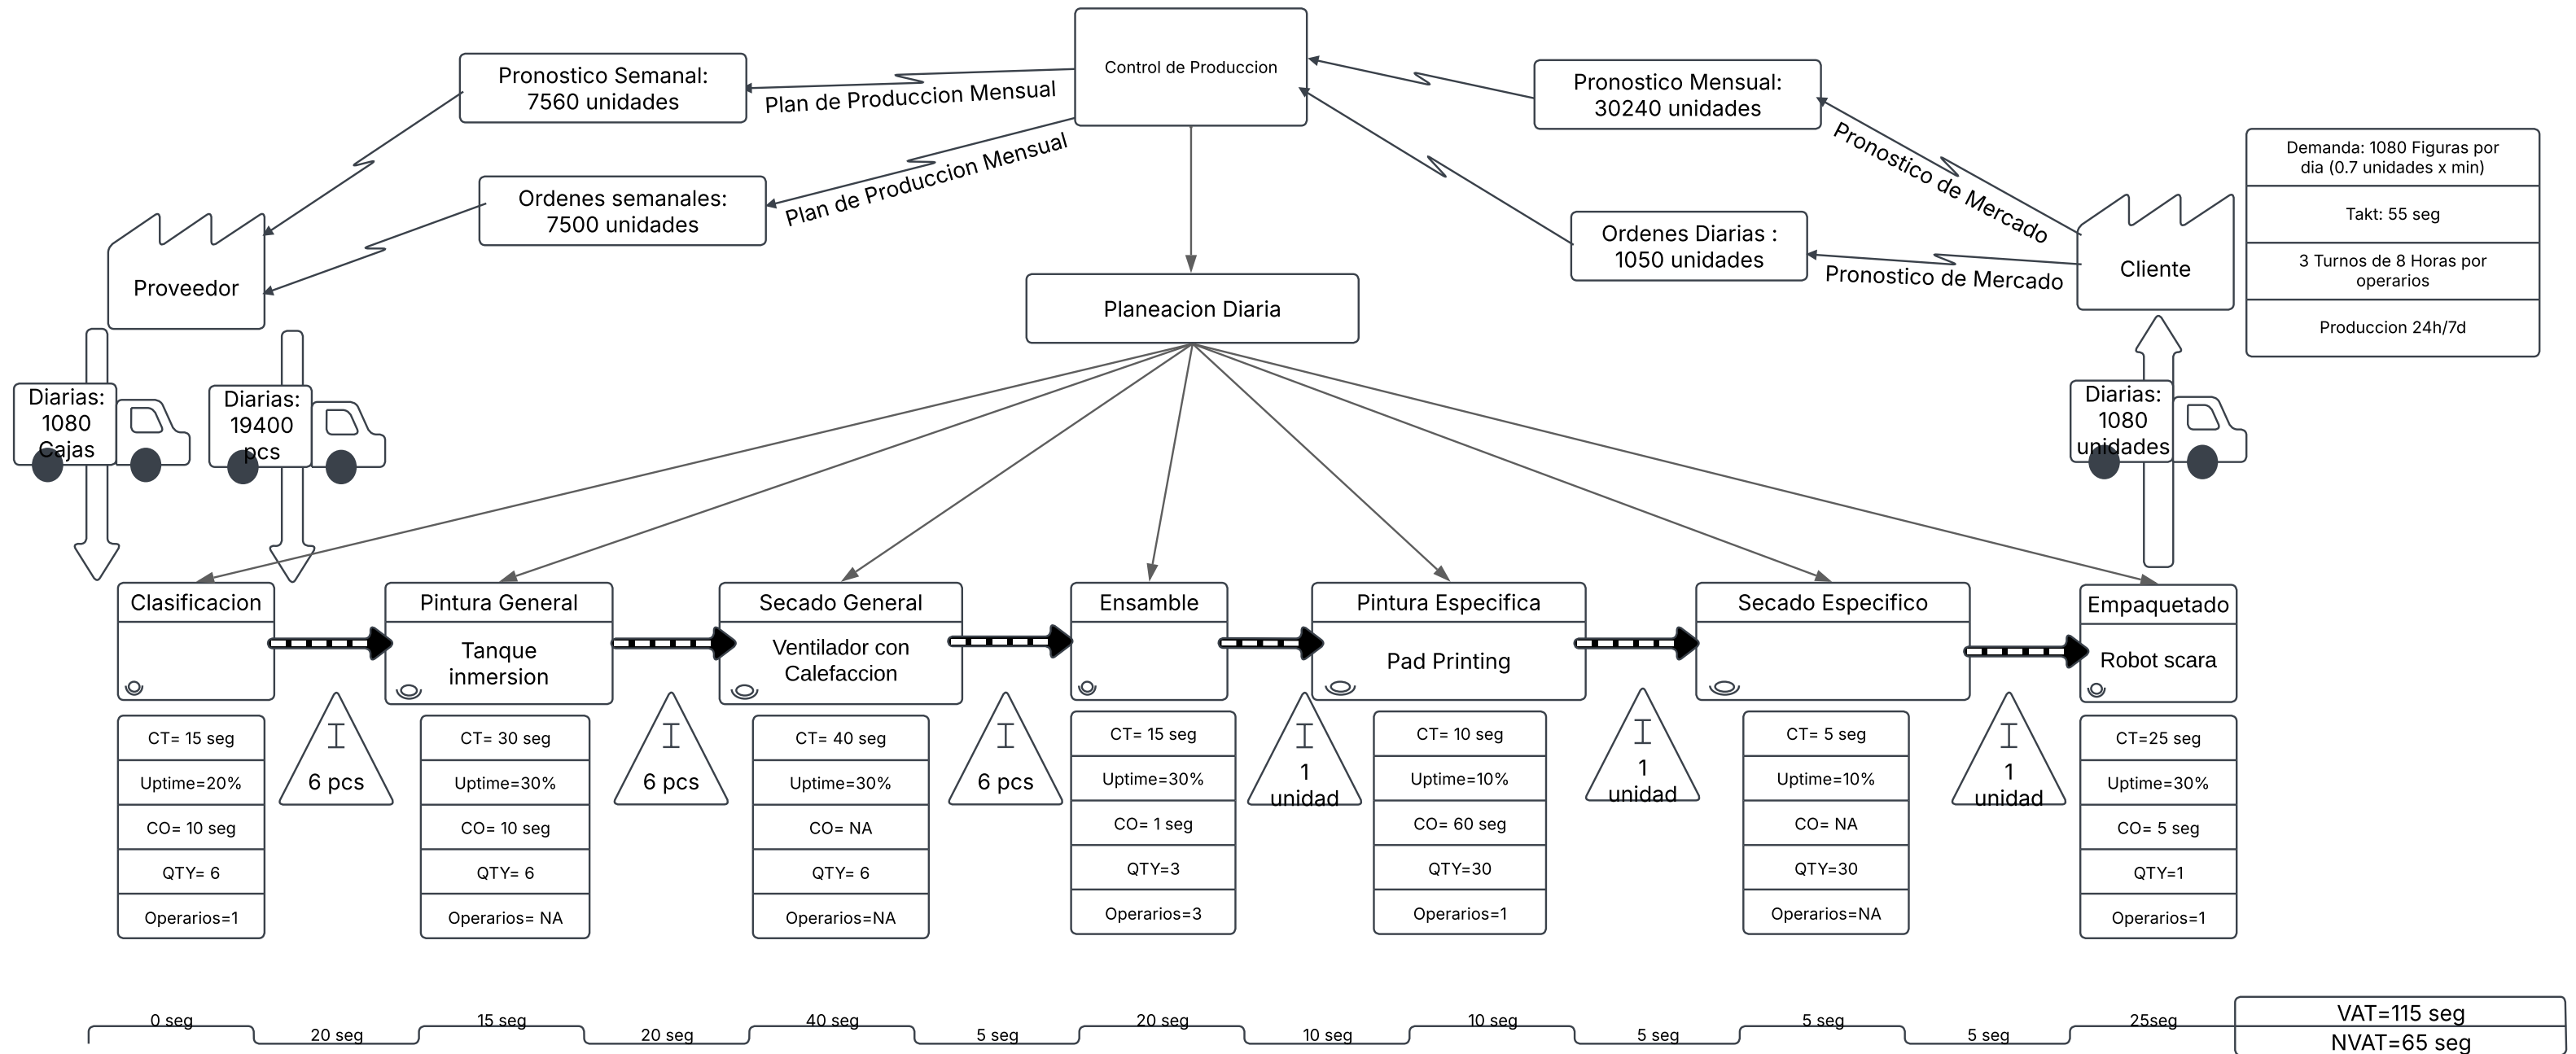 Control de Produccion
Pronostico Semanal:
7560 unidades
Plan de Produccion Mensual
Pronostico Mensual:
30240 unidades
Pronostico de Mercado
Demanda: 1080 Figuras por
dia (0.7 unidades x min)
Takt: 55 seg
3 Turnos de 8 Horas por
operarios
Produccion 24h/7d
Ordenes semanales:
7500 unidades
Plan de Produccion Mensual
Ordenes Diarias :
1050 unidades
Pronostico de Mercado
Cliente
Proveedor
Planeacion Diaria
Diarias:
1080
Cajas
Diarias:
19400
pcs
Diarias:
1080
unidades
Clasificacion
Pintura General
Tanque
inmersion
Secado General
Ventilador con
Calefaccion
Ensamble
Pintura Especifica
Pad Printing
Secado Especifico
Empaquetado
Robot scara
CT= 15 seg
Uptime=20%
CO= 10 seg
QTY= 6
Operarios=1
I
6 pcs
CT= 30 seg
Uptime=30%
CO= 10 seg
QTY= 6
Operarios= NA
I
6 pcs
CT= 40 seg
Uptime=30%
CO= NA
QTY= 6
Operarios=NA
I
6 pcs
CT= 15 seg
Uptime=30%
CO= 1 seg
QTY=3
Operarios=3
I
1
unidad
CT= 10 seg
Uptime=10%
CO= 60 seg
QTY=30
Operarios=1
I
1
unidad
CT= 5 seg
Uptime=10%
CO= NA
QTY=30
Operarios=NA
I
1
unidad
CT=25 seg
Uptime=30%
CO= 5 seg
QTY=1
Operarios=1
0 seg
20 seg
15 seg
20 seg
40 seg
5 seg
20 seg
10 seg
10 seg
5 seg
5 seg
5 seg
25seg
VAT=115 seg
NVAT=65 seg